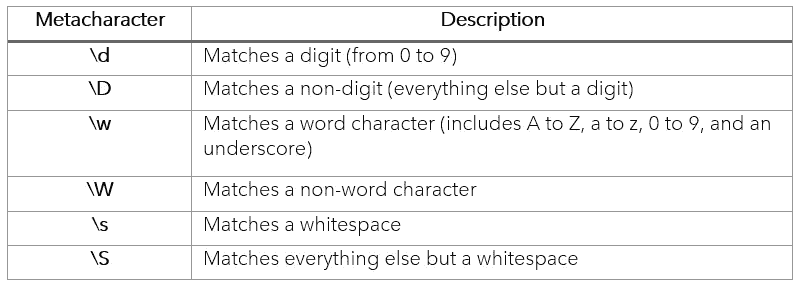 Metacharacter Description
\d Matches a digit (from 0 to 9)
\D Matches a non-digit (everything else but a digit)
\w Matches a word character (includes A to Z, a to z, 0 to 9, and an
underscore)
\W Matches a non-word character
\s Matches a whitespace
\S Matches everything else but a whitespace